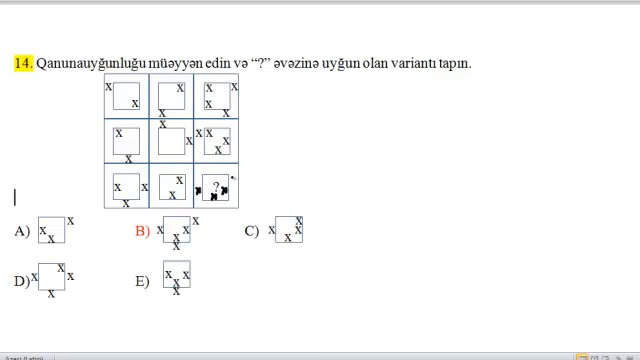 14. Qanunauyğunluğu müəyyən edin və “?” əvəzinə uyğun olan variantı tapın.
x x x x x
x x x x
x x x x x
x x x x
x x x ?
x x x x x
A) x x x B) x x x x x C) x x x x
D) x x x x E) x x x x